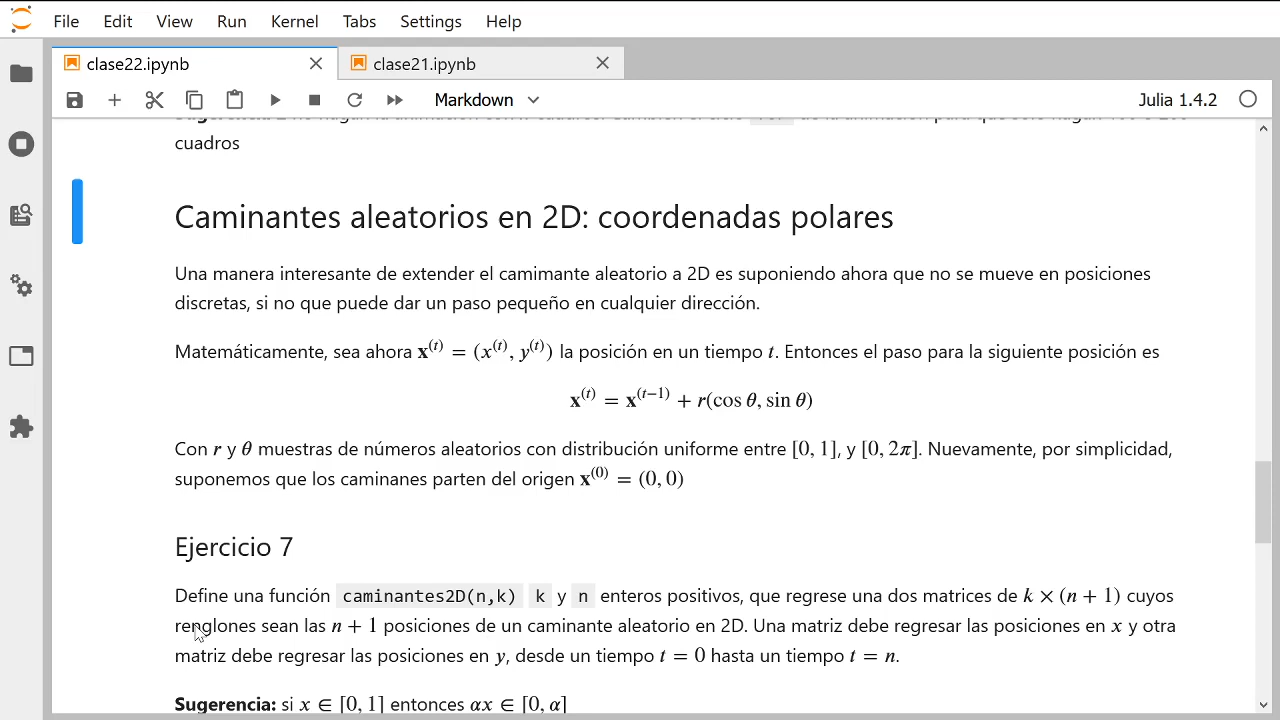 File Edit View Run Kernel Tabs Settings Help
clase22.ipynb clase21.ipynb
Markdown Julia 1.4.2
cuadros
Caminantes aleatorios en 2D: coordenadas polares
Una manera interesante de extender el camimante aleatorio a 2D es suponiendo ahora que no se mueve en posiciones
discretas, si no que puede dar un paso pequeño en cualquier dirección.
Matemáticamente, sea ahora x^(t) = (x^(t), y^(t)) la posición en un tiempo t. Entonces el paso para la siguiente posición es
x^(t) = x^(t−1) + r(cos θ, sin θ)
Con r y θ muestras de números aleatorios con distribución uniforme entre [0, 1], y [0, 2π]. Nuevamente, por simplicidad,
suponemos que los caminanes parten del origen x^(0) = (0, 0)
Ejercicio 7
Define una función caminantes2D(n,k) k y n enteros positivos, que regrese una dos matrices de k × (n + 1) cuyos
renglones sean las n + 1 posiciones de un caminante aleatorio en 2D. Una matriz debe regresar las posiciones en x y otra
matriz debe regresar las posiciones en y, desde un tiempo t = 0 hasta un tiempo t = n.
Sugerencia: si x ∈ [0, 1] entonces αx ∈ [0, α]